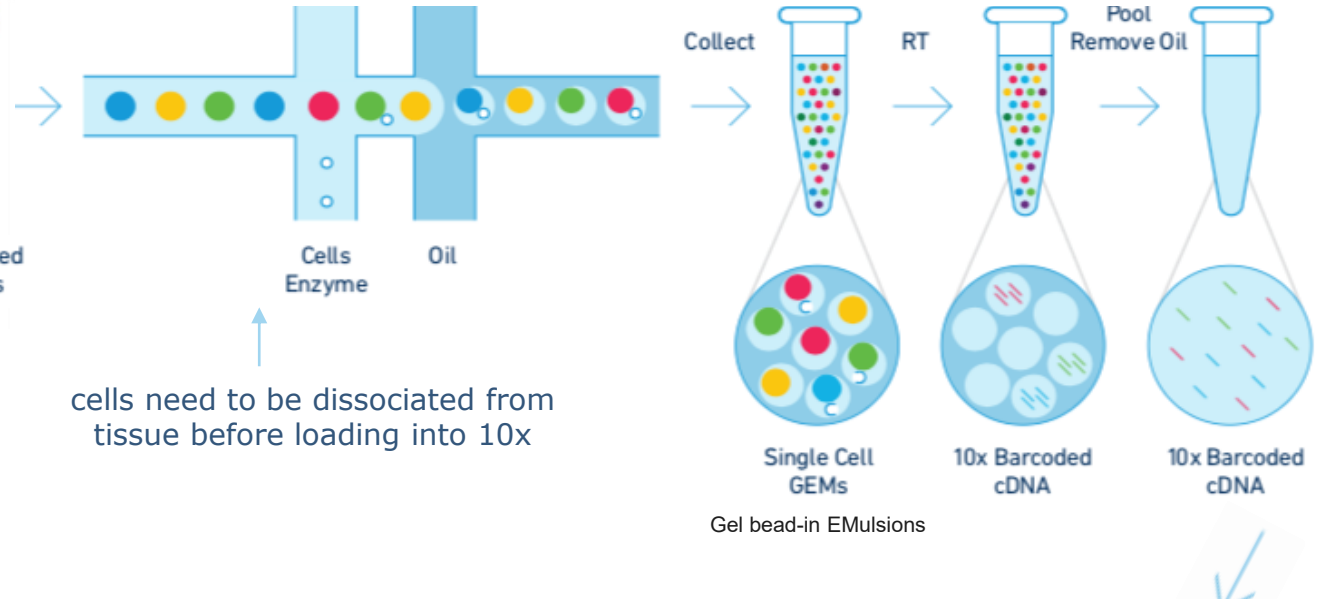 Collect
RT
Pool
Remove Oil
ed
s
Cells
Enzyme
Oil
cells need to be dissociated from
tissue before loading into 10x
Single Cell
GEMs
10x Barcoded
cDNA
10x Barcoded
cDNA
Gel bead-in EMulsions